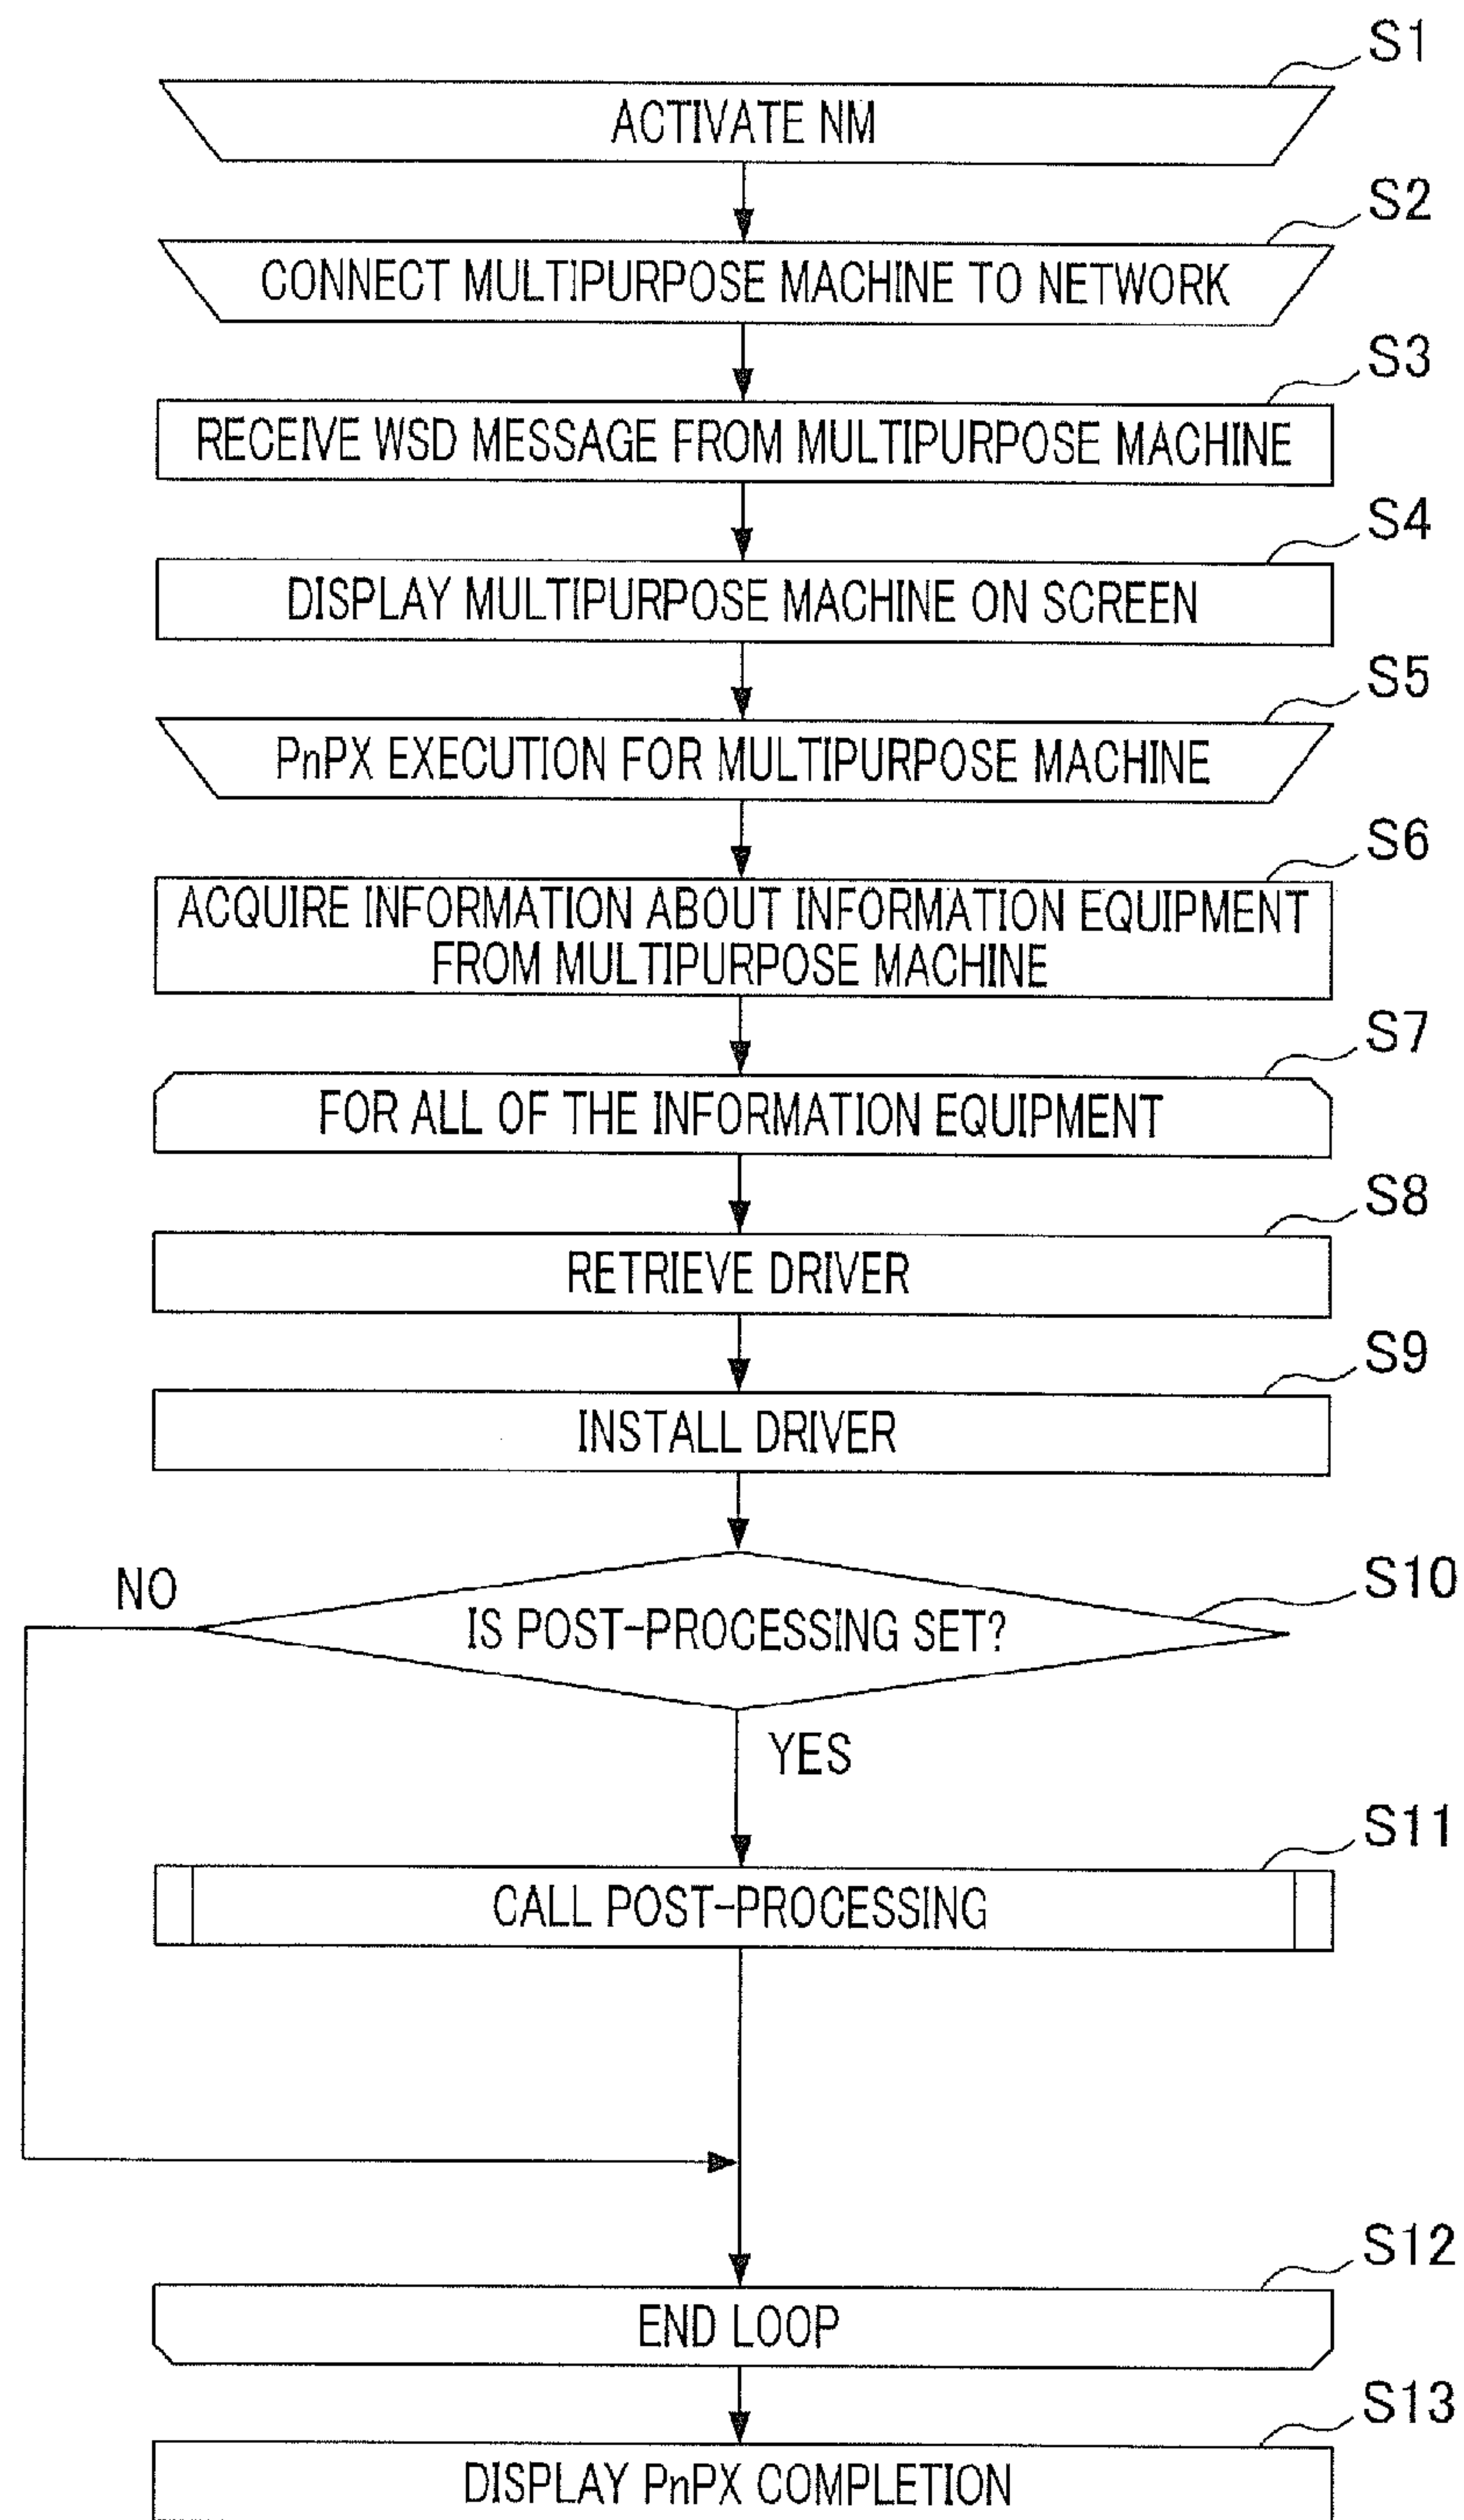 S1
ACTIVATE NM
S2
CONNECT MULTIPURPOSE MACHINE TO NETWORK
S3
RECEIVE WSD MESSAGE FROM MULTIPURPOSE MACHINE
S4
DISPLAY MULTIPURPOSE MACHINE ON SCREEN
S5
PnPX EXECUTION FOR MULTIPURPOSE MACHINE
S6
ACQUIRE INFORMATION ABOUT INFORMATION EQUIPMENT
FROM MULTIPURPOSE MACHINE
S7
FOR ALL OF THE INFORMATION EQUIPMENT
S8
RETRIEVE DRIVER
S9
INSTALL DRIVER
S10
NO
IS POST-PROCESSING SET?
YES
S11
CALL POST-PROCESSING
S12
END LOOP
S13
DISPLAY PnPX COMPLETION